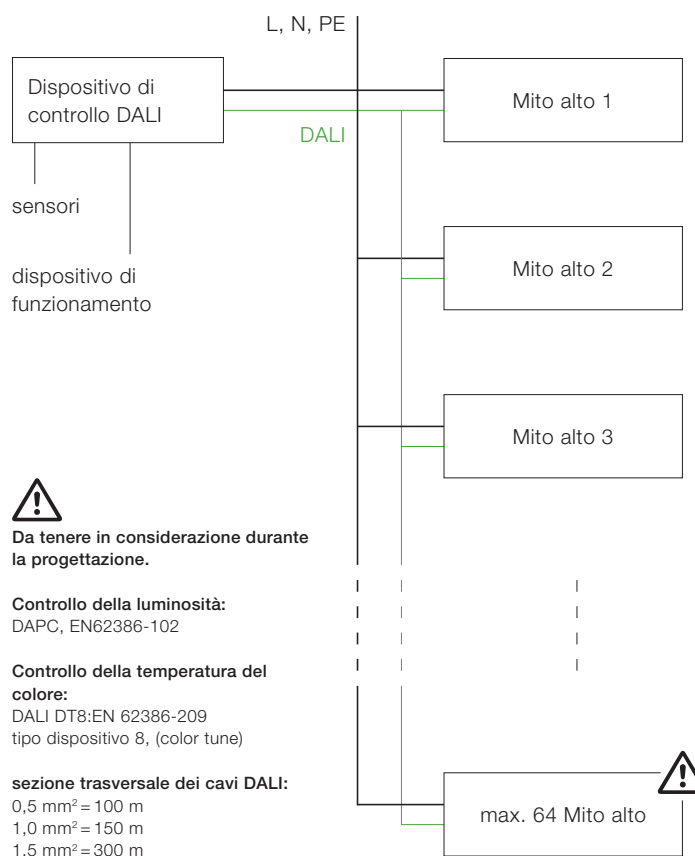 L, N, PE
Dispositivo di
controllo DALI
Mito alto 1
DALI
sensori
dispositivo di
funzionamento
Mito alto 2
Mito alto 3
Da tenere in considerazione durante
la progettazione.
Controllo della luminosità:
DAPC, EN62386-102
Controllo della temperatura del
colore:
DALI DT8:EN 62386-209
tipo dispositivo 8, (color tune)
sezione trasversale dei cavi DALI:
0,5 mm² = 100 m
1,0 mm² = 150 m
1,5 mm² = 300 m
max. 64 Mito alto